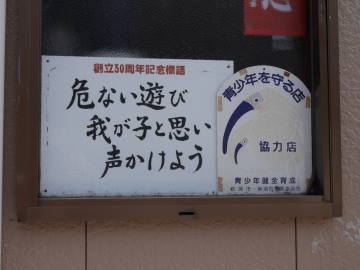 創立30周年記念標語
危ない遊び
我が子と思い
声かけよう
青少年を守る店
協力店
青少年健全育成